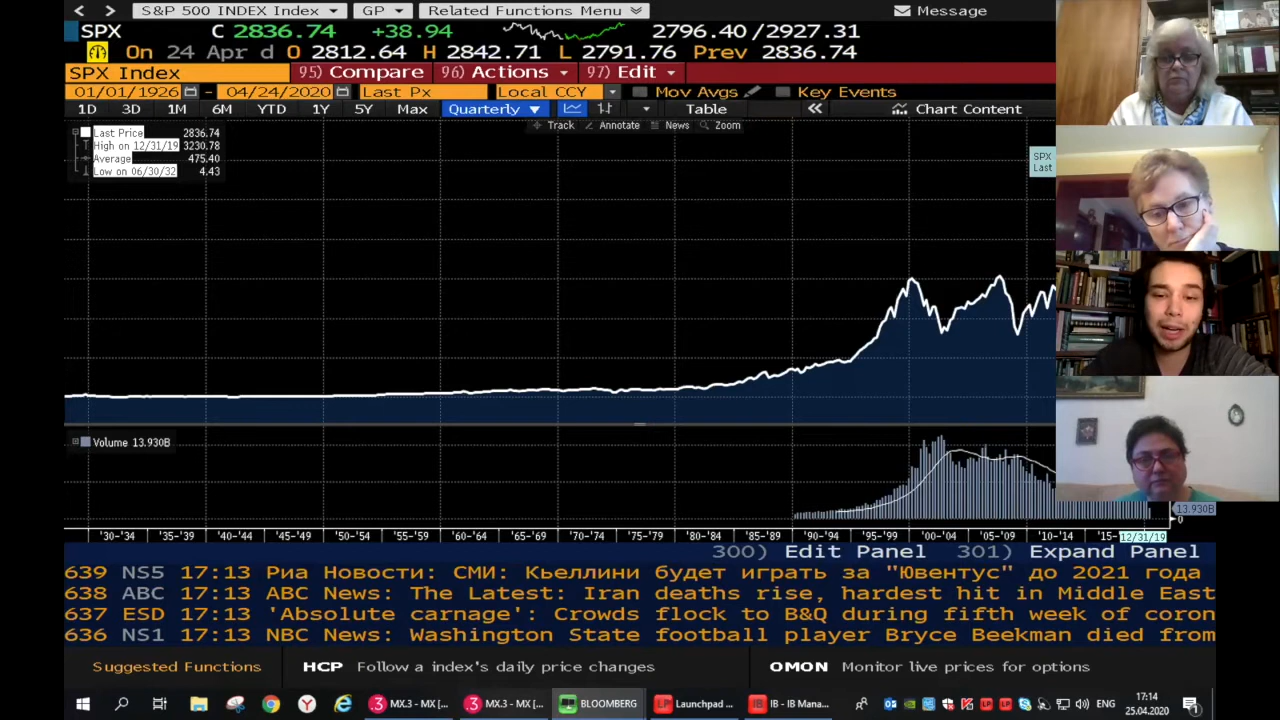 S&P 500 INDEX Index GP Related Functions Menu Message
SPX C 2836.74 +38.94 2796.40/2927.31
On 24 Apr d O 2812.64 H 2842.71 L 2791.76 Prev 2836.74
SPX Index 95) Compare 96) Actions 97) Edit
01/01/1926 - 04/24/2020 Last Px Local CCY Mov Avgs Key Events
1D 3D 1M 6M YTD 1Y 5Y Max Quarterly Table Chart Content
Track Annotate News Zoom
Last Price 2836.74
High on 12/31/19 3230.78
Average 475.40
Low on 06/30/32 4.43
SPX
Last
Volume 13.930B
13.930B
0
'30-'34 '35-'39 '40-'44 '45-'49 '50-'54 '55-'59 '60-'64 '65-'69 '70-'74 '75-'79 '80-'84 '85-'89 '90-'94 '95-'99 '00-'04 '05-'09 '10-'14 '15- 12/31/19
300) Edit Panel 301) Expand Panel
639 NS5 17:13 Риа Новости: СМИ: Кьеллини будет играть за "Ювентус" до 2021 года
638 ABC 17:13 ABC News: The Latest: Iran deaths rise, hardest hit in Middle East
637 ESD 17:13 'Absolute carnage': Crowds flock to B&Q during fifth week of coron
636 NS1 17:13 NBC News: Washington State football player Bryce Beekman died from
Suggested Functions HCP Follow a index's daily price changes OMON Monitor live prices for options
MX.3 - MX [... MX.3 - MX [... BLOOMBERG Launchpad ... IB - IB Mana... ENG 17:14
25.04.2020